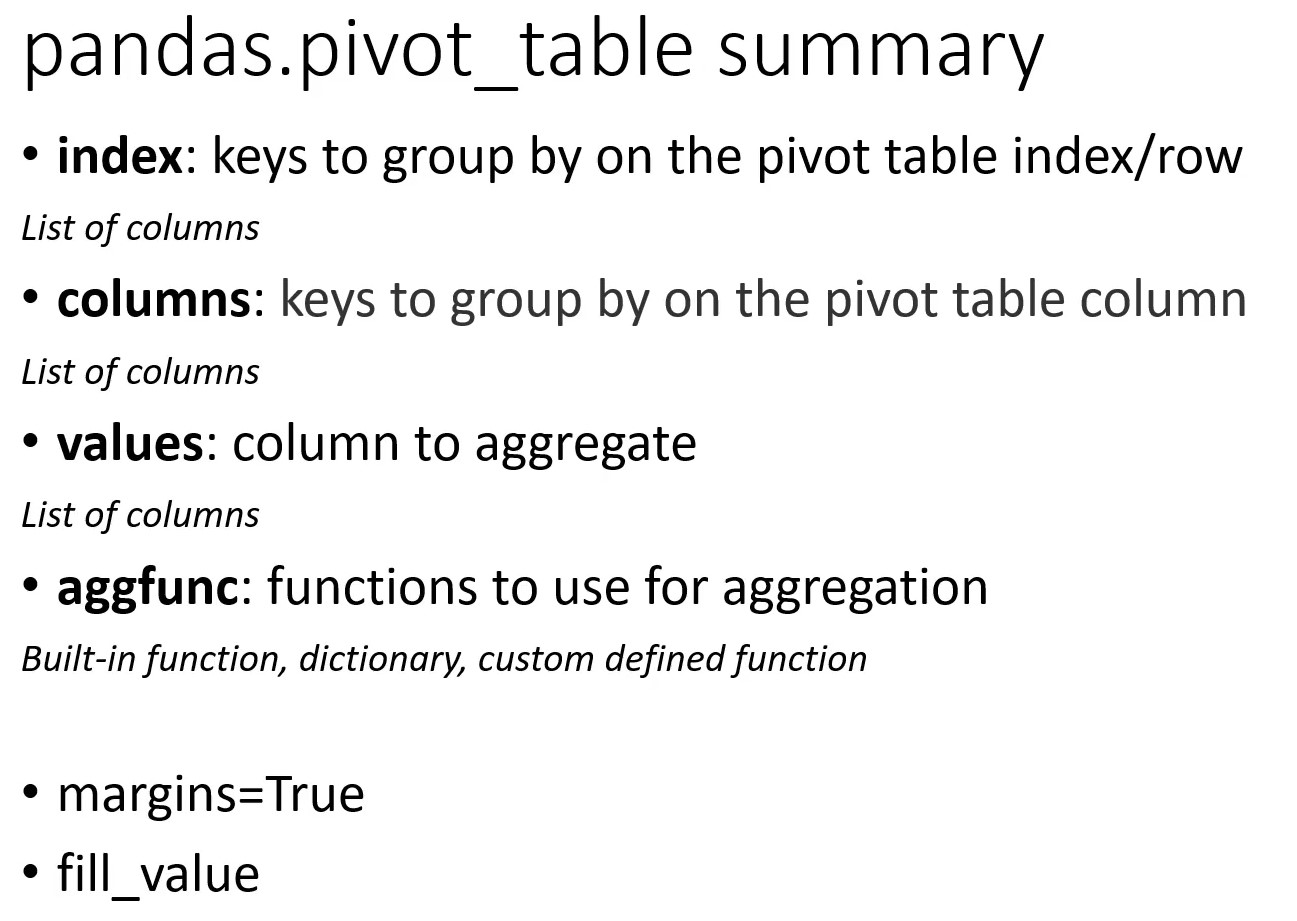 pandas.pivot_table summary
• index: keys to group by on the pivot table index/row
List of columns
• columns: keys to group by on the pivot table column
List of columns
• values: column to aggregate
List of columns
• aggfunc: functions to use for aggregation
Built-in function, dictionary, custom defined function
• margins=True
• fill_value